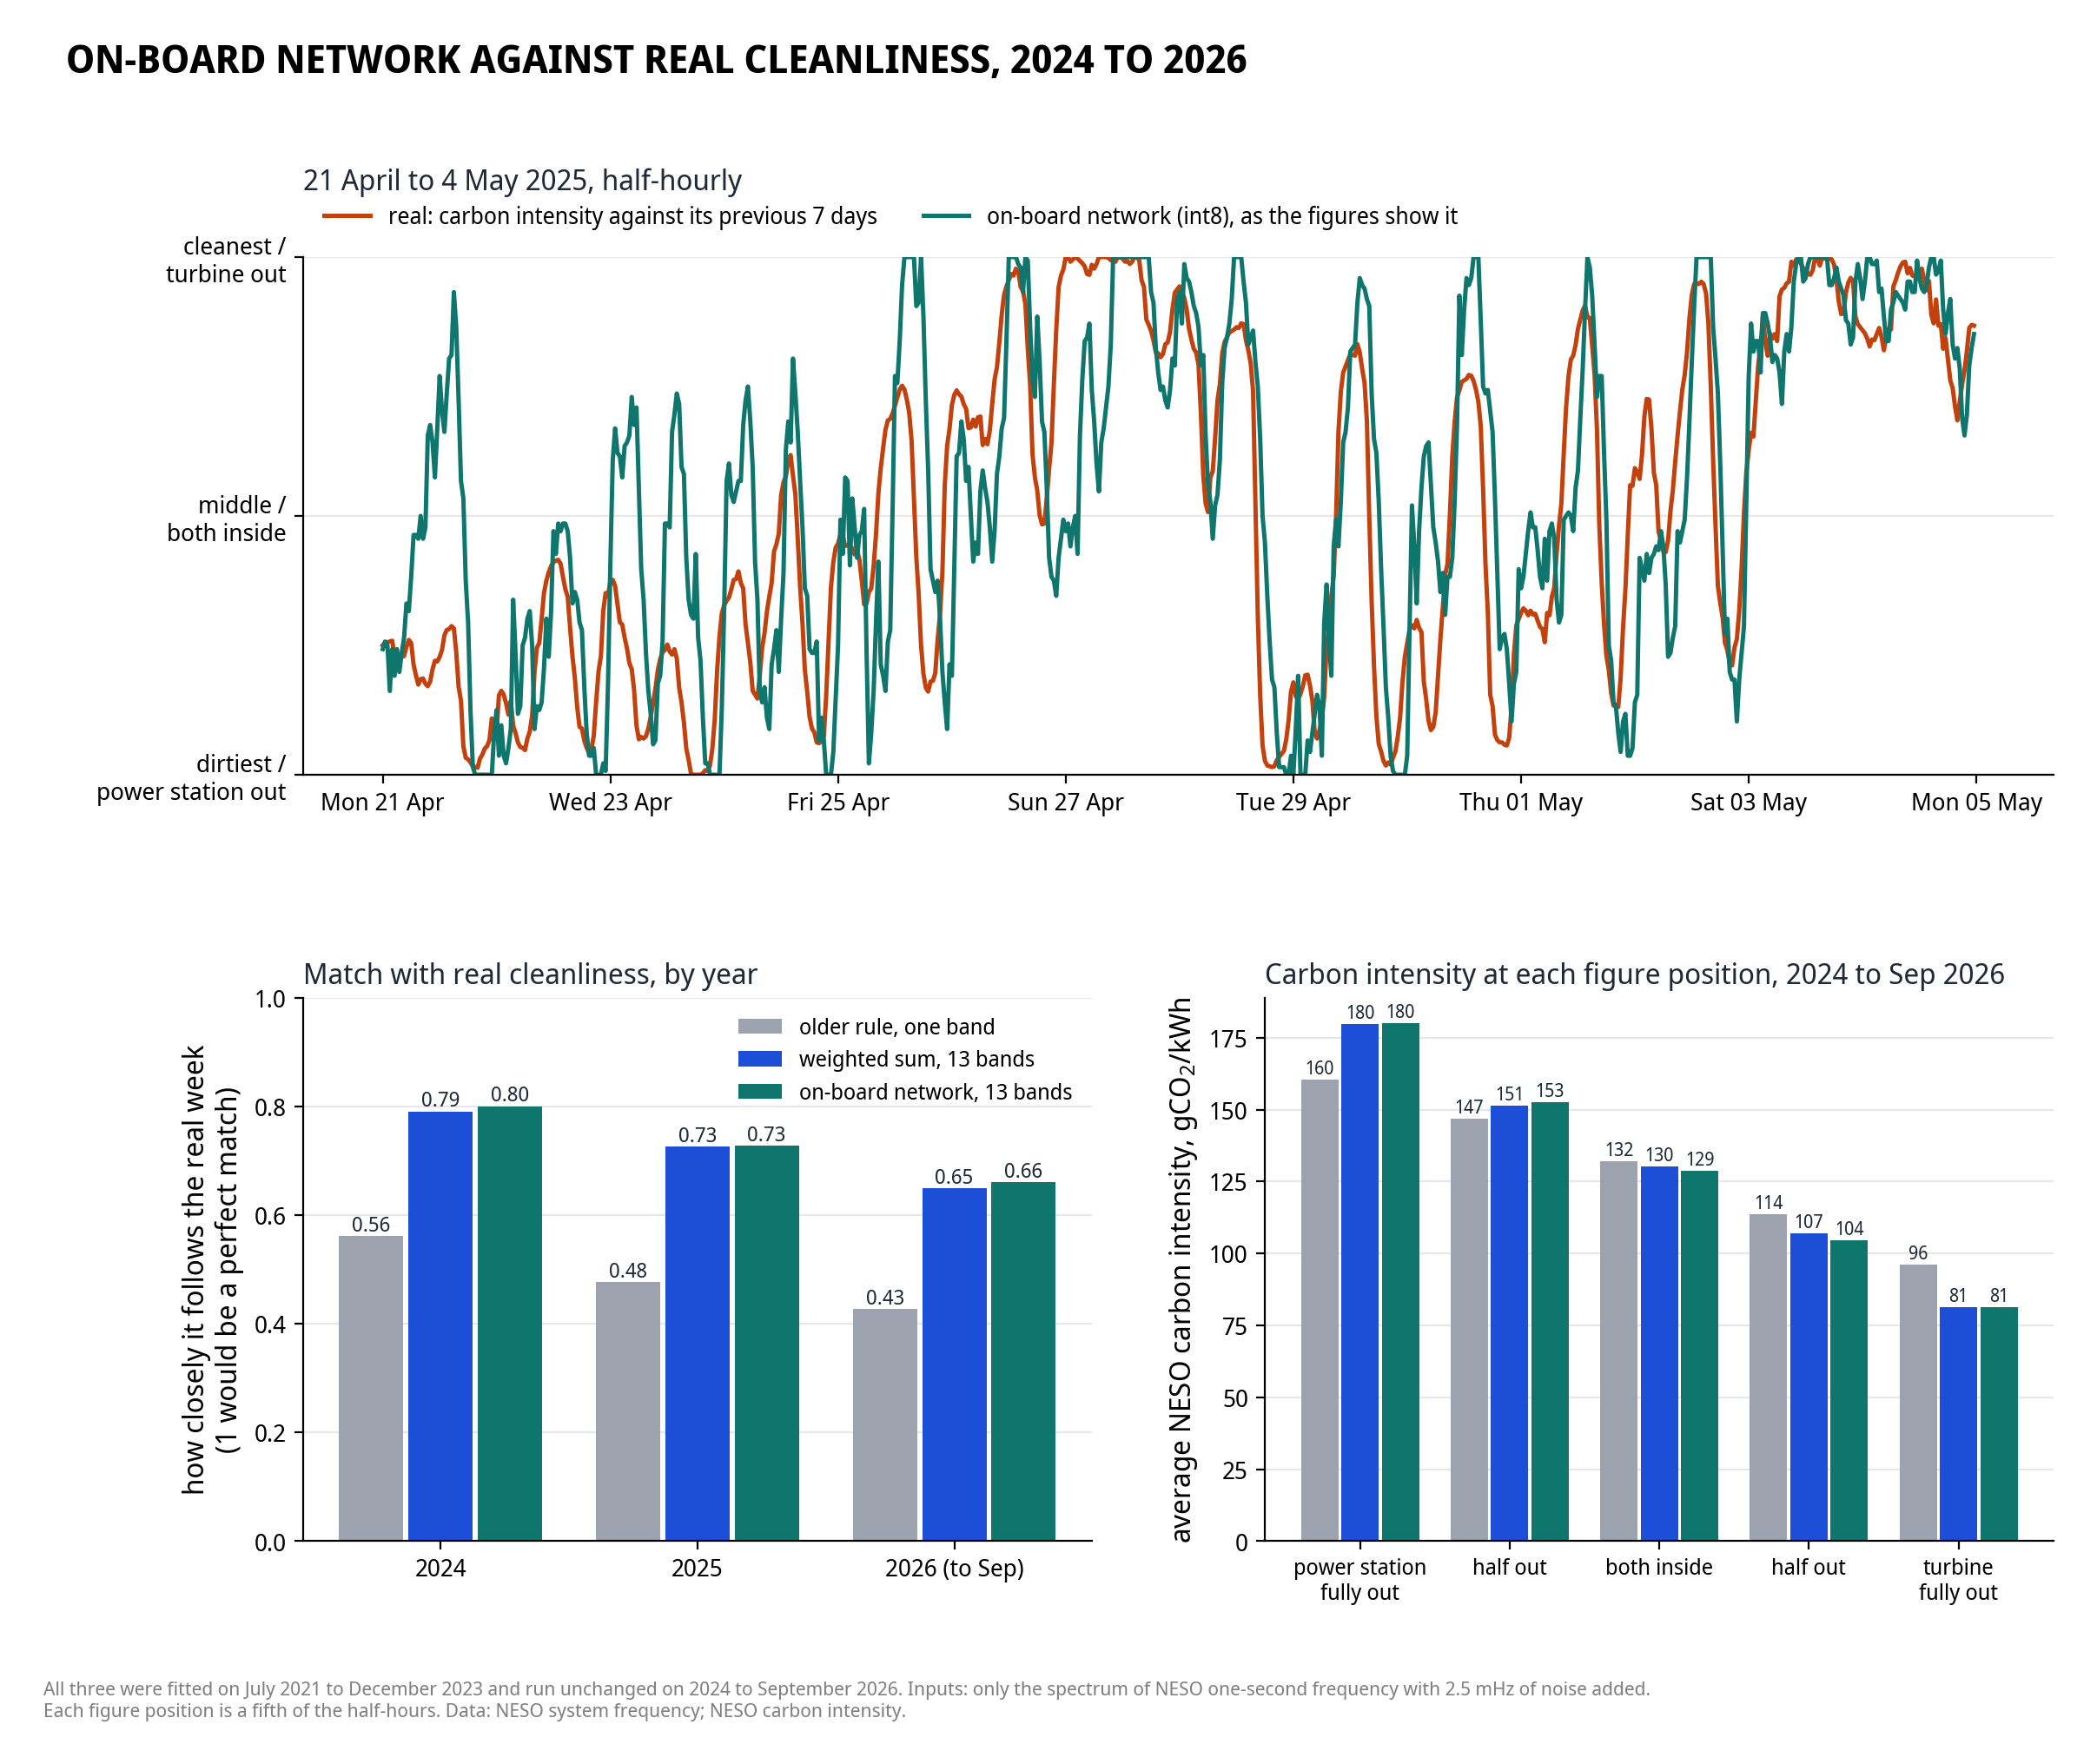 ON-BOARD NETWORK AGAINST REAL CLEANLINESS, 2024 TO 2026
21 April to 4 May 2025, half-hourly
real: carbon intensity against its previous 7 days
on-board network (int8), as the figures show it
cleanest /
turbine out
middle /
both inside
dirtiest /
power station out
Mon 21 Apr
Wed 23 Apr
Fri 25 Apr
Sun 27 Apr
Tue 29 Apr
Thu 01 May
Sat 03 May
Mon 05 May
Match with real cleanliness, by year
how closely it follows the real week
(1 would be a perfect match)
1.0
0.8
0.6
0.4
0.2
0.0
older rule, one band
weighted sum, 13 bands
on-board network, 13 bands
0.56
0.79
0.80
0.48
0.73
0.73
0.43
0.65
0.66
2024
2025
2026 (to Sep)
Carbon intensity at each figure position, 2024 to Sep 2026
average NESO carbon intensity, gCO₂/kWh
175
150
125
100
75
50
25
0
160
180
180
147
151
153
132
130
129
114
107
104
96
81
81
power station
fully out
half out
both inside
half out
turbine
fully out
All three were fitted on July 2021 to December 2023 and run unchanged on 2024 to September 2026. Inputs: only the spectrum of NESO one-second frequency with 2.5 mHz of noise added.
Each figure position is a fifth of the half-hours. Data: NESO system frequency; NESO carbon intensity.